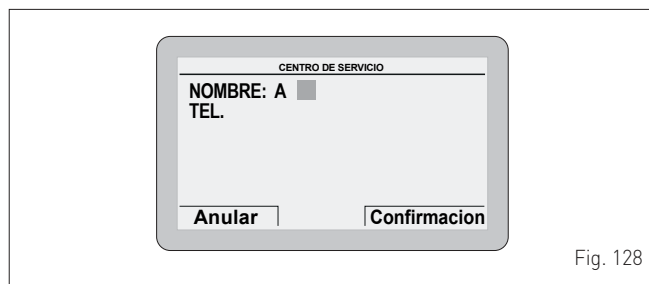 CENTRO DE SERVICIO
NOMBRE: A
TEL.
Anular Confirmacion
Fig. 128